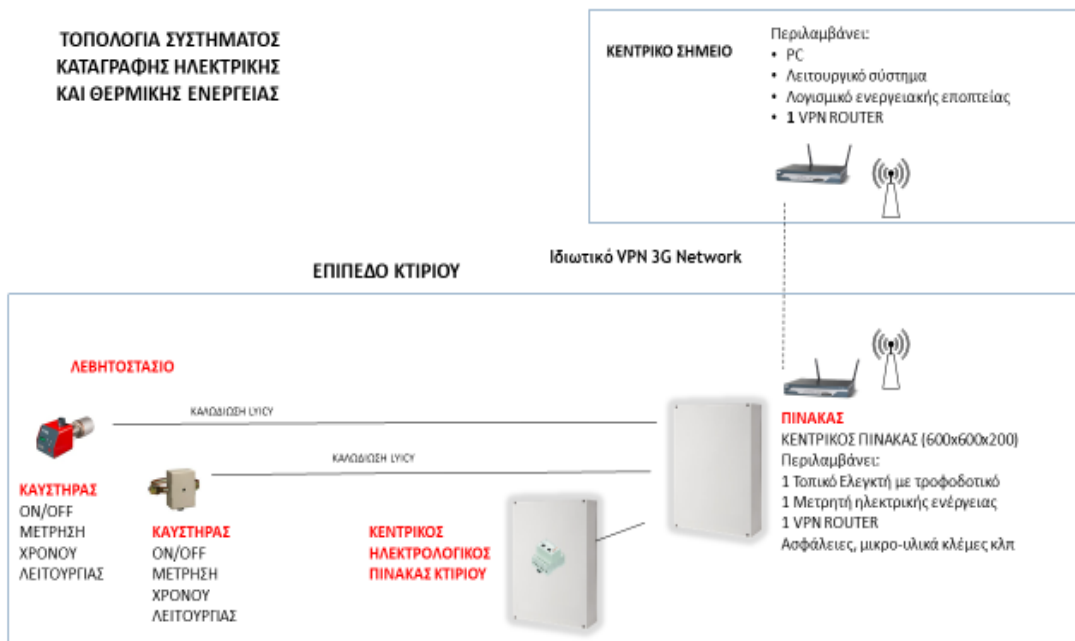 ΤΟΠΟΛΟΓΙΑ ΣΥΣΤΗΜΑΤΟΣ
ΚΑΤΑΓΡΑΦΗΣ ΗΛΕΚΤΡΙΚΗΣ
ΚΑΙ ΘΕΡΜΙΚΗΣ ΕΝΕΡΓΕΙΑΣ
ΚΕΝΤΡΙΚΟ ΣΗΜΕΙΟ
Περιλαμβάνει:
• PC
• Λειτουργικό σύστημα
• Λογισμικό ενεργειακής εποπτείας
• 1 VPN ROUTER
Ιδιωτικό VPN 3G Network
ΕΠΙΠΕΔΟ ΚΤΙΡΙΟΥ
ΛΕΒΗΤΟΣΤΑΣΙΟ
ΚΑΛΩΔΙΩΣΗ LYICY
ΚΑΛΩΔΙΩΣΗ LYICY
ΚΑΥΣΤΗΡΑΣ
ON/OFF
ΜΕΤΡΗΣΗ
ΧΡΟΝΟΥ
ΛΕΙΤΟΥΡΓΙΑΣ
ΚΑΥΣΤΗΡΑΣ
ON/OFF
ΜΕΤΡΗΣΗ
ΧΡΟΝΟΥ
ΛΕΙΤΟΥΡΓΙΑΣ
ΚΕΝΤΡΙΚΟΣ
ΗΛΕΚΤΡΟΛΟΓΙΚΟΣ
ΠΙΝΑΚΑΣ ΚΤΙΡΙΟΥ
ΠΙΝΑΚΑΣ
ΚΕΝΤΡΙΚΟΣ ΠΙΝΑΚΑΣ (600x600x200)
Περιλαμβάνει:
1 Τοπικό Ελεγκτή με τροφοδοτικό
1 Μετρητή ηλεκτρικής ενέργειας
1 VPN ROUTER
Ασφάλειες, μικρο-υλικά κλέμες κλπ